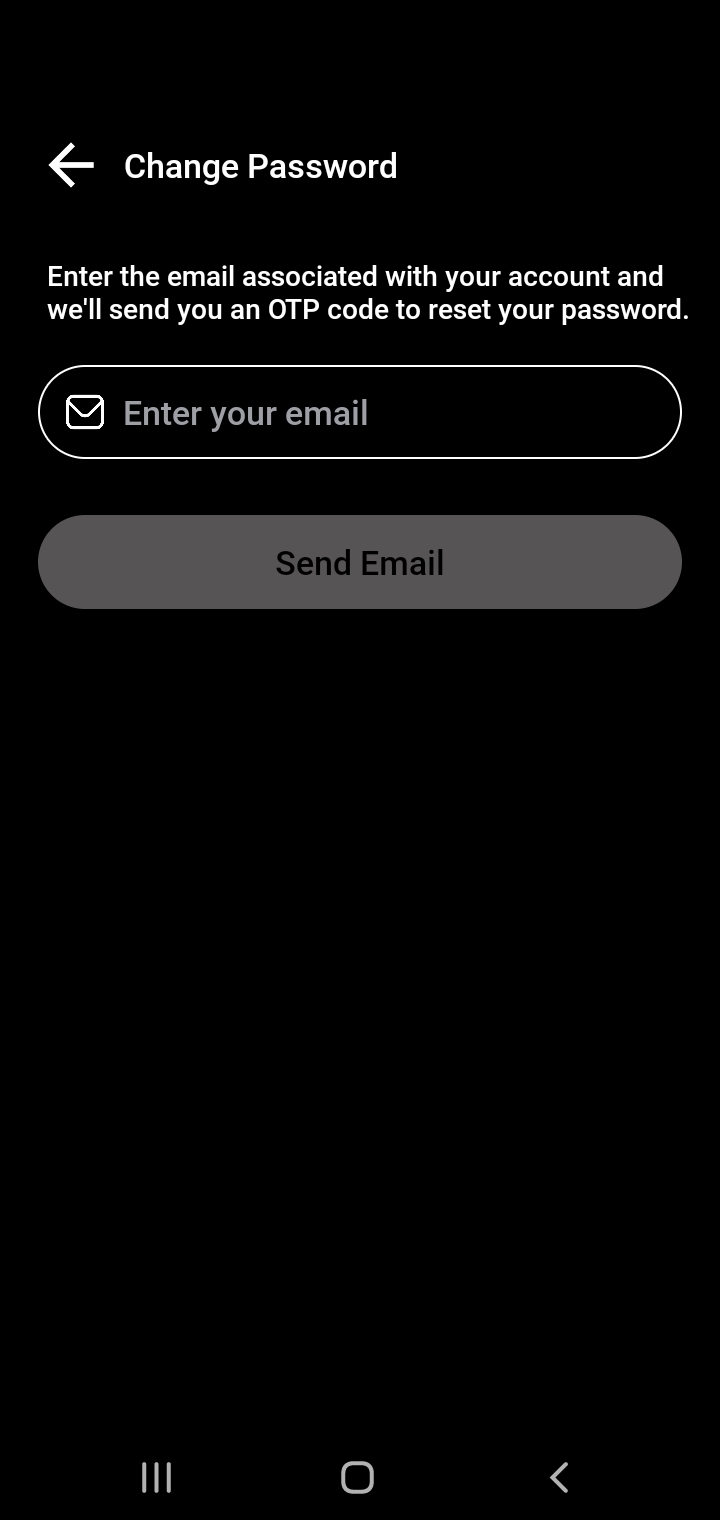 Change Password
Enter the email associated with your account and
we'll send you an OTP code to reset your password.
Enter your email
Send Email